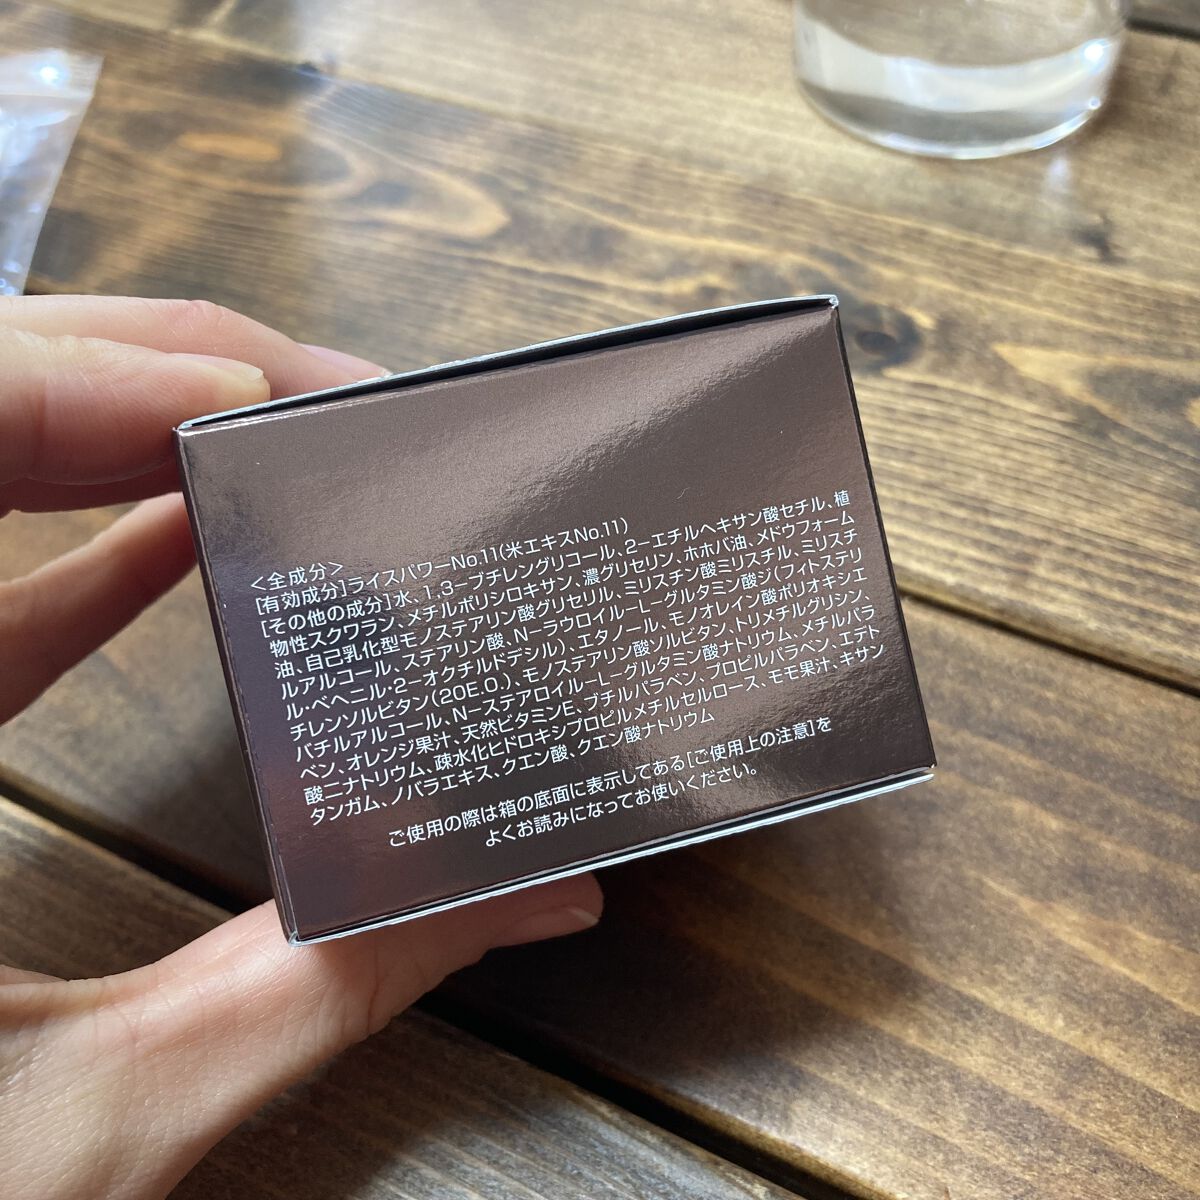 <全成分>
[有効成分]ライスパワーNo.11(米エキスNo.11)
[その他の成分]水、1,3-ブチレングリコール、2-エチルヘキサン酸セチル、植
物性スクワラン、メチルポリシロキサン、濃グリセリン、ホホバ油、メドウフォーム
油、自己乳化型モノステアリン酸グリセリル、ミリスチン酸ミリスチル、ミリスチ
ルアルコール、ステアリン酸、N-ラウロイル-L-グルタミン酸ジ(フィトステリ
ル・ベヘニル・2-オクチルドデシル)、エタノール、モノオレイン酸ポリオキシエ
チレンソルビタン(20E.O.)、モノステアリン酸ソルビタン、トリメチルグリシン、
バチルアルコール、N-ステアロイル-L-グルタミン酸ナトリウム、メチルパラ
ベン、オレンジ果汁、天然ビタミンE、ブチルパラベン、プロピルパラベン、エデト
酸二ナトリウム、疎水化ヒドロキシプロピルメチルセルロース、モモ果汁、キサン
タンガム、ノバラエキス、クエン酸、クエン酸ナトリウム
ご使用の際は箱の底面に表示してある[ご使用上の注意]を
よくお読みになってお使いください。